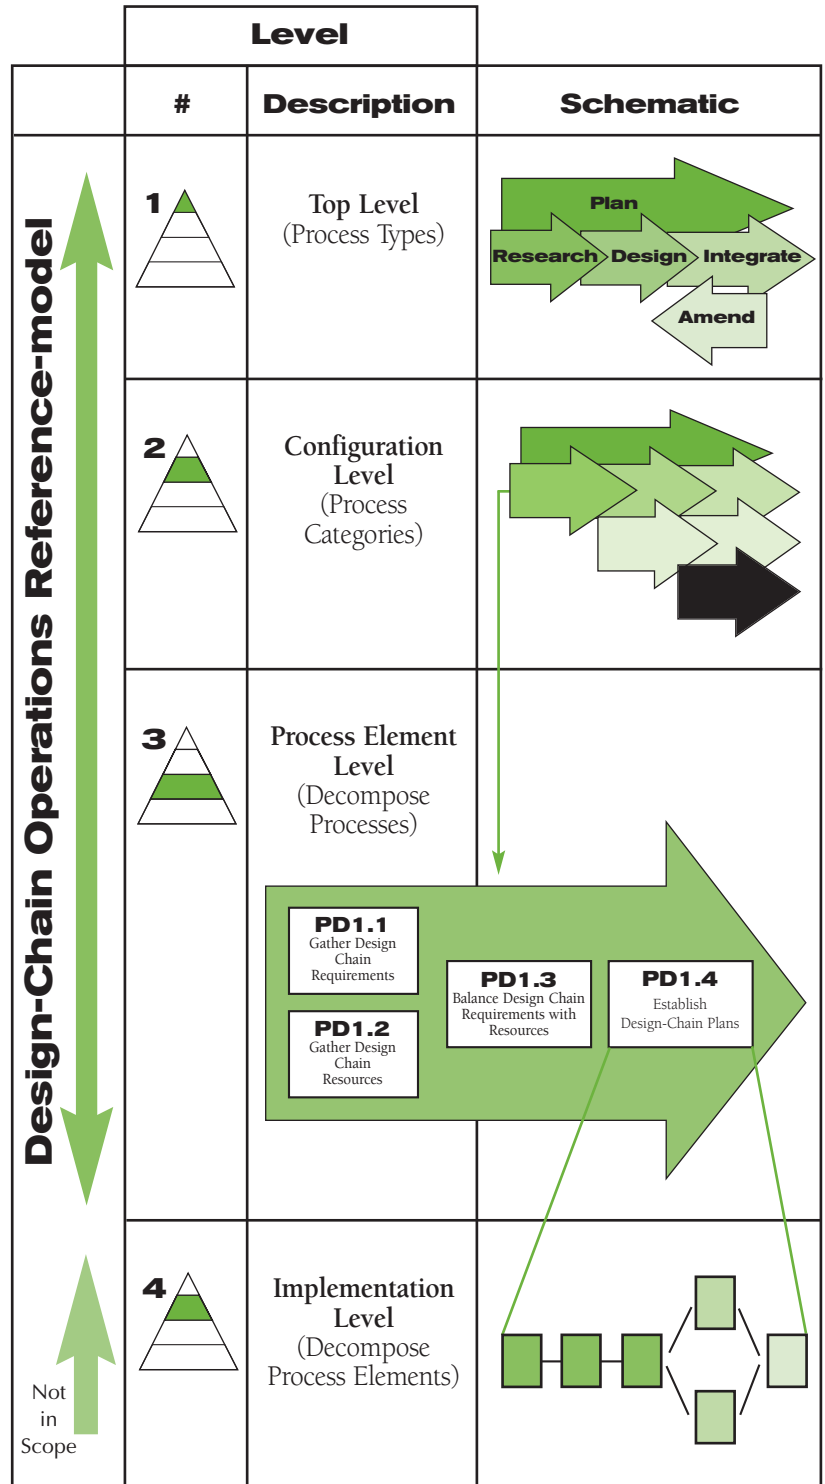 Level
#
Description
Schematic
Design-Chain Operations Reference-model
1
Top Level
(Process Types)
Plan
Research
Design
Integrate
Amend
2
Configuration
Level
(Process
Categories)
3
Process Element
Level
(Decompose
Processes)
PD1.1
Gather Design
Chain
Requirements
PD1.2
Gather Design
Chain
Resources
PD1.3
Balance Design Chain
Requirements with
Resources
PD1.4
Establish
Design-Chain Plans
4
Implementation
Level
(Decompose
Process Elements)
Not
in
Scope